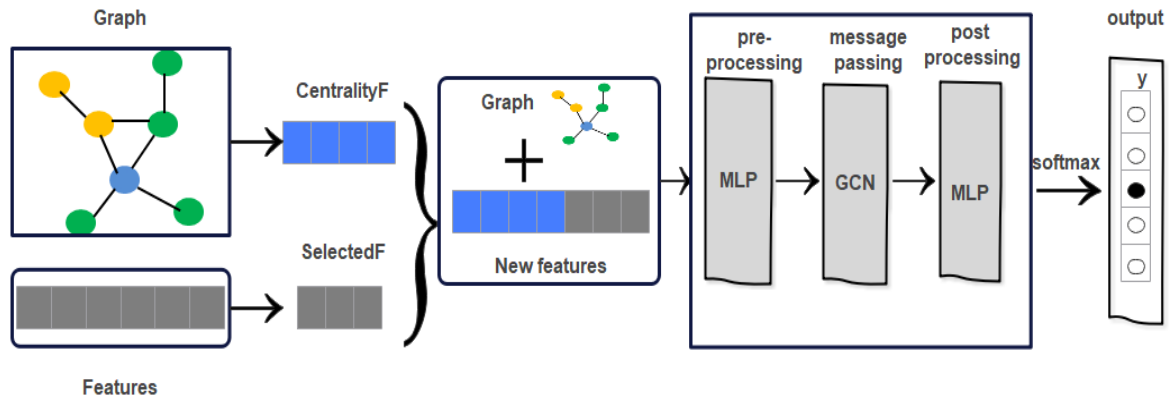 Graph
CentralityF
SelectedF
Features
Graph
New features
pre-
processing
message
passing
post
processing
MLP
GCN
MLP
softmax
output
y